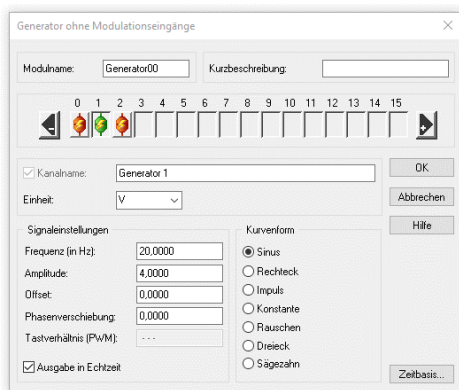 Generator ohne Modulationseingänge
Modulname: Generator00 Kurzbeschreibung:
0 1 2 3 4 5 6 7 8 9 10 11 12 13 14 15
Kanalname: Generator 1
OK
Einheit: V
Abbrechen
Hilfe
Signaleinstellungen
Frequenz (in Hz): 20,0000
Amplitude: 4,0000
Offset: 0,0000
Phasenverschiebung: 0,0000
Tastverhältnis (PWM): - - -
Ausgabe in Echtzeit
Kurvenform
Sinus
Rechteck
Impuls
Konstante
Rauschen
Dreieck
Sägezahn
Zeitbasis...